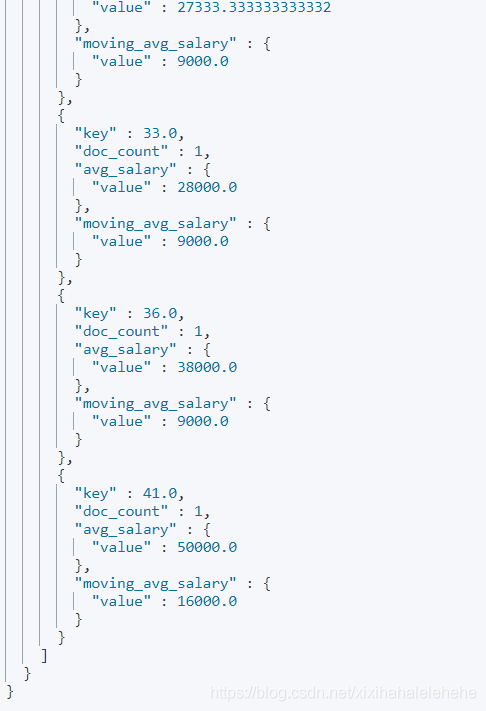 "value" : 27333.333333333332
},
"moving_avg_salary" : {
"value" : 9000.0
}
},
{
"key" : 33.0,
"doc_count" : 1,
"avg_salary" : {
"value" : 28000.0
},
"moving_avg_salary" : {
"value" : 9000.0
}
},
{
"key" : 36.0,
"doc_count" : 1,
"avg_salary" : {
"value" : 38000.0
},
"moving_avg_salary" : {
"value" : 9000.0
}
},
{
"key" : 41.0,
"doc_count" : 1,
"avg_salary" : {
"value" : 50000.0
},
"moving_avg_salary" : {
"value" : 16000.0
}
}
]
}
}
https://blog.csdn.net/xixihahalelehehe